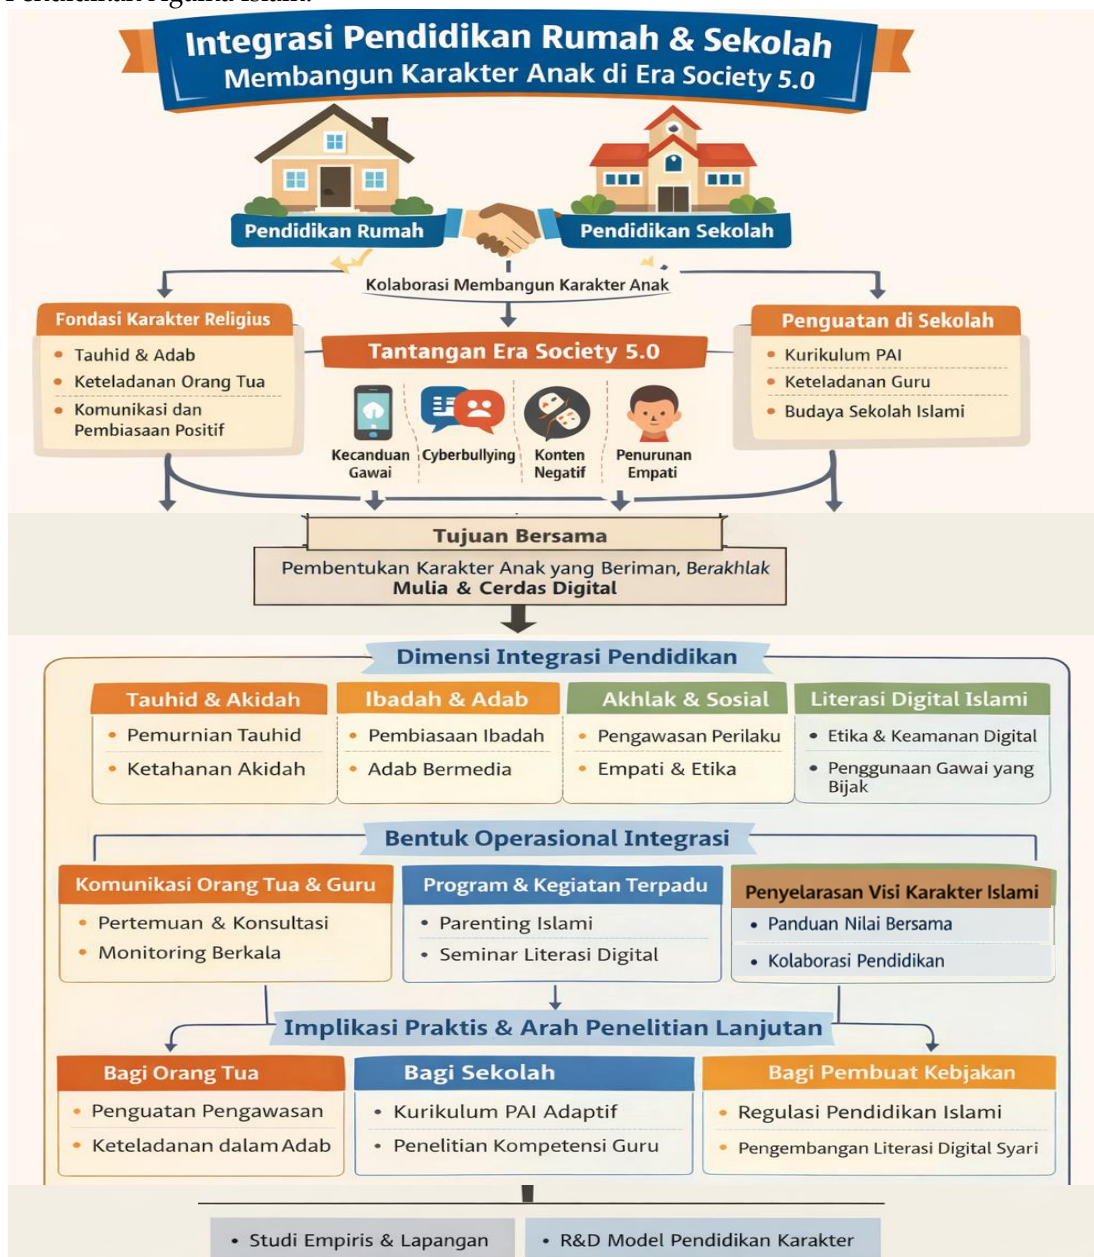 Pendidikan Agama Islam.
Integrasi Pendidikan Rumah & Sekolah
Membangun Karakter Anak di Era Society 5.0
Pendidikan Rumah
Pendidikan Sekolah
Kolaborasi Membangun Karakter Anak
Fondasi Karakter Religius
• Tauhid & Adab
• Keteladanan Orang Tua
• Komunikasi dan
Pembiasaan Positif
Tantangan Era Society 5.0
Kecanduan
Gawai
Cyberbullying
Konten
Negatif
Penurunan
Empati
Penguatan di Sekolah
• Kurikulum PAI
• Keteladanan Guru
• Budaya Sekolah Islami
Tujuan Bersama
Pembentukan Karakter Anak yang Beriman, Berakhlak
Mulia & Cerdas Digital
Dimensi Integrasi Pendidikan
Tauhid & Akidah
• Pemurnian Tauhid
• Ketahanan Akidah
Ibadah & Adab
• Pembiasaan Ibadah
• Adab Bermedia
Akhlak & Sosial
• Pengawasan Perilaku
• Empati & Etika
Literasi Digital Islami
• Etika & Keamanan Digital
• Penggunaan Gawai yang
Bijak
Bentuk Operasional Integrasi
Komunikasi Orang Tua & Guru
• Pertemuan & Konsultasi
• Monitoring Berkala
Program & Kegiatan Terpadu
• Parenting Islami
• Seminar Literasi Digital
Penyelarasan Visi Karakter Islami
• Panduan Nilai Bersama
• Kolaborasi Pendidikan
Implikasi Praktis & Arah Penelitian Lanjutan
Bagi Orang Tua
• Penguatan Pengawasan
• Keteladanan dalam Adab
Bagi Sekolah
• Kurikulum PAI Adaptif
• Penelitian Kompetensi Guru
Bagi Pembuat Kebjakan
• Regulasi Pendidikan Islami
• Pengembangan Literasi Digital Syari
• Studi Empiris & Lapangan
• R&D Model Pendidikan Karakter